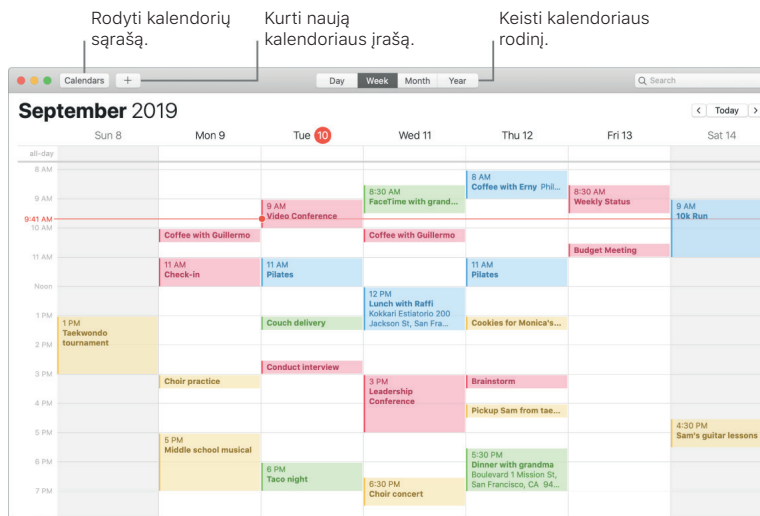 Rodyti kalendorių
sąrašą.
Kurti naują
kalendoriaus įrašą.
Keisti kalendoriaus
rodinį.
Calendars
+
Day Week Month Year
Search
September 2019
< Today >
Sun 8 Mon 9 Tue 10 Wed 11 Thu 12 Fri 13 Sat 14
all-day
8 AM
9 AM
9:41 AM
10 AM
11 AM
Noon
1 PM
2 PM
3 PM
4 PM
5 PM
6 PM
7 PM
1 PM
Taekwondo
tournament
Coffee with Guillermo
11 AM
Check-in
Choir practice
5 PM
Middle school musical
9 AM
Video Conference
11 AM
Pilates
Couch delivery
Conduct interview
6 PM
Taco night
8:30 AM
FaceTime with grand...
Coffee with Guillermo
12 PM
Lunch with Raffi
Kokkari Estiatorio 200
Jackson St, San Fra...
3 PM
Leadership
Conference
6:30 PM
Choir concert
8 AM
Coffee with Erny Phil...
11 AM
Pilates
Cookies for Monica's...
Brainstorm
Pickup Sam from tae...
5:30 PM
Dinner with grandma
Boulevard 1 Mission St,
San Francisco, CA 94...
8:30 AM
Weekly Status
Budget Meeting
9 AM
10k Run
4:30 PM
Sam's guitar lessons